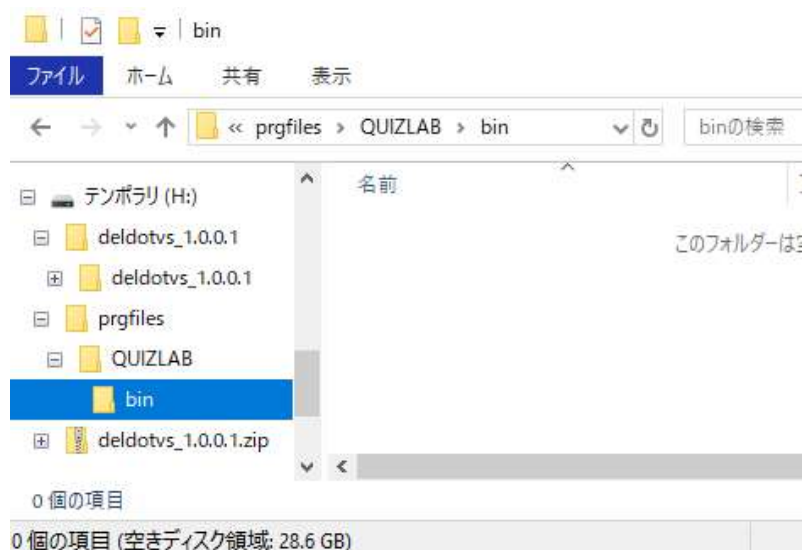 bin
ファイル ホーム 共有 表示
« prgfiles › QUIZLAB › bin binの検索
テンポラリ (H:)
名前
deldotvs_1.0.0.1
このフォルダーは
deldotvs_1.0.0.1
prgfiles
QUIZLAB
bin
deldotvs_1.0.0.1.zip
0 個の項目
0 個の項目 (空きディスク領域: 28.6 GB)